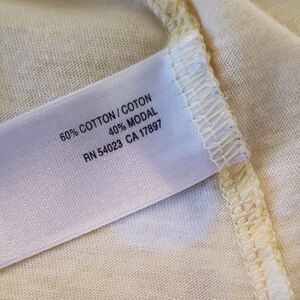 60% COTTON / COTON
40% MODAL
RN 54023 CA 17897